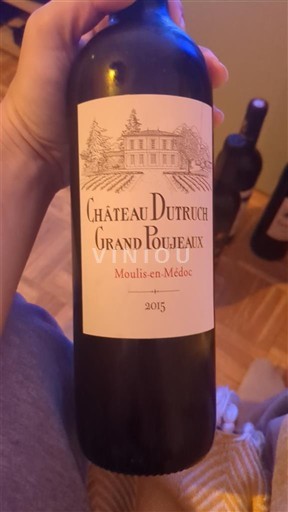 CHÂTEAU DUTRUCH
GRAND POUJEAUX
VINIOU
Moulis-en-Médoc
2015